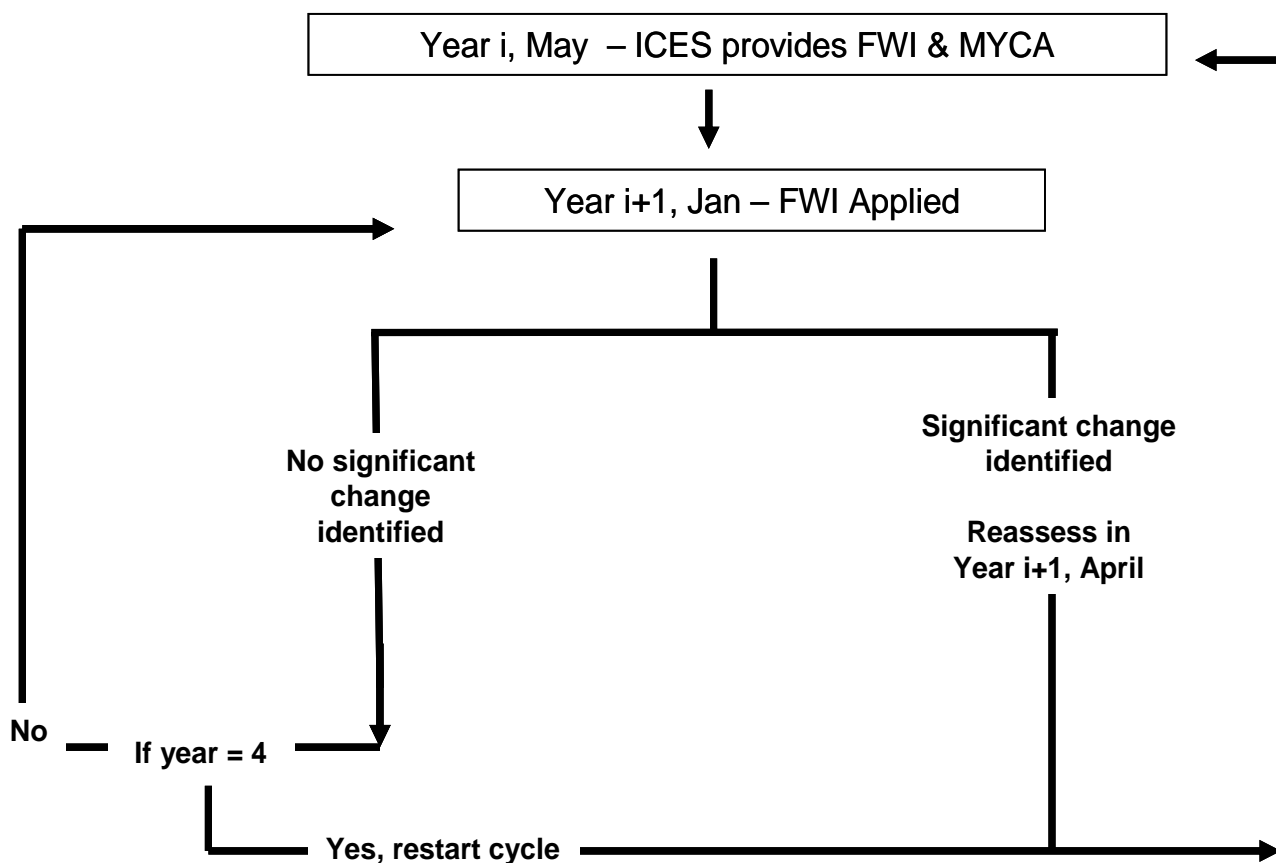 Year i, May – ICES provides FWI & MYCA
Year i+1, Jan – FWI Applied
No significant
change
identified
Significant change
identified
Reassess in
Year i+1, April
No
If year = 4
Yes, restart cycle